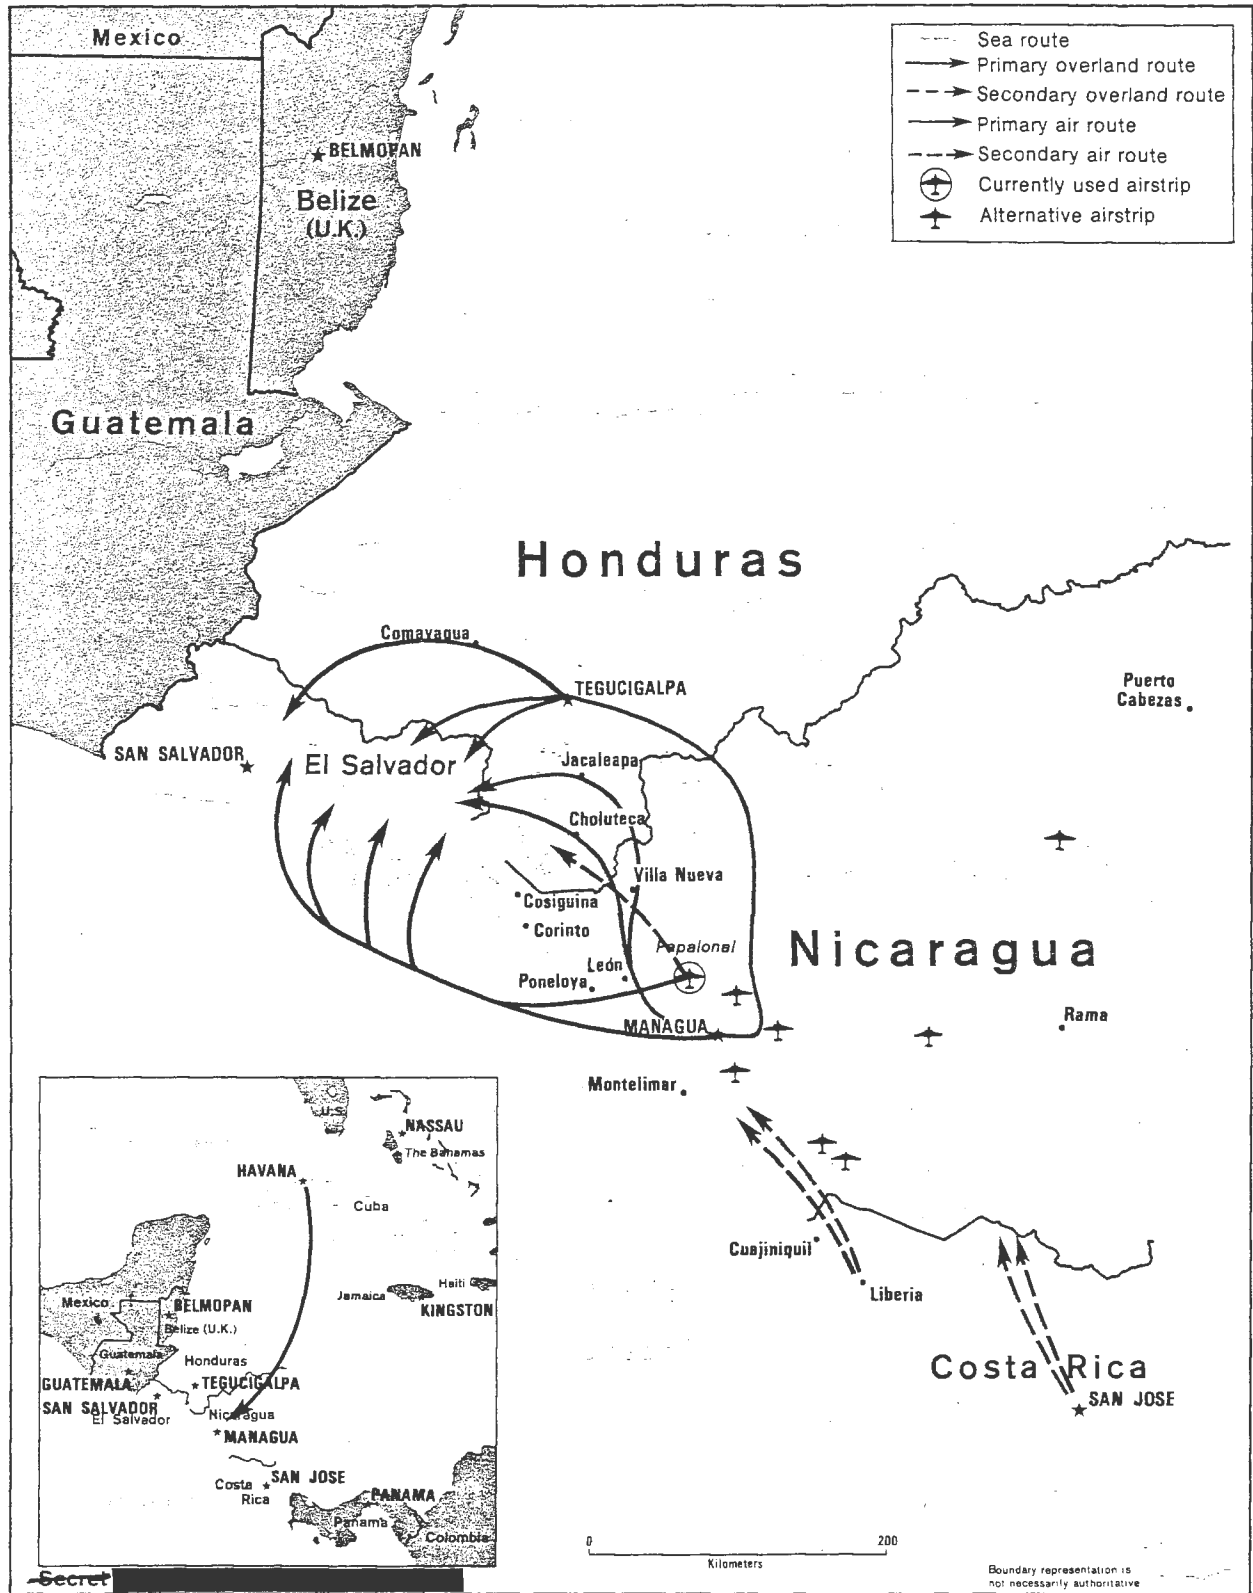 Mexico
Sea route
Primary overland route
Secondary overland route
Primary air route
Secondary air route
Currently used airstrip
Alternative airstrip
BELMOPAN
Belize
(U.K.)
Guatemala
Honduras
Comayagua
TEGUCIGALPA
Puerto
Cabezas
SAN SALVADOR
El Salvador
Jacaleapa
Choluteca
Villa Nueva
Cosiguina
Corinto
Papalonal
Nicaragua
León
Poneloya
MANAGUA
Rama
Montelimar
Cuajiniquil
Liberia
Costa Rica
SAN JOSE
U.S.
NASSAU
The Bahamas
HAVANA
Cuba
Haiti
Jamaica
KINGSTON
Mexico
BELMOPAN
Belize (U.K.)
Guatemala
Honduras
GUATEMALA
TEGUCIGALPA
SAN SALVADOR
El Salvador
Nicaragua
MANAGUA
SAN JOSE
Costa
Rica
PANAMA
Panama
Colombia
0 200
Kilometers
Secret
Boundary representation is
not necessarily authoritative